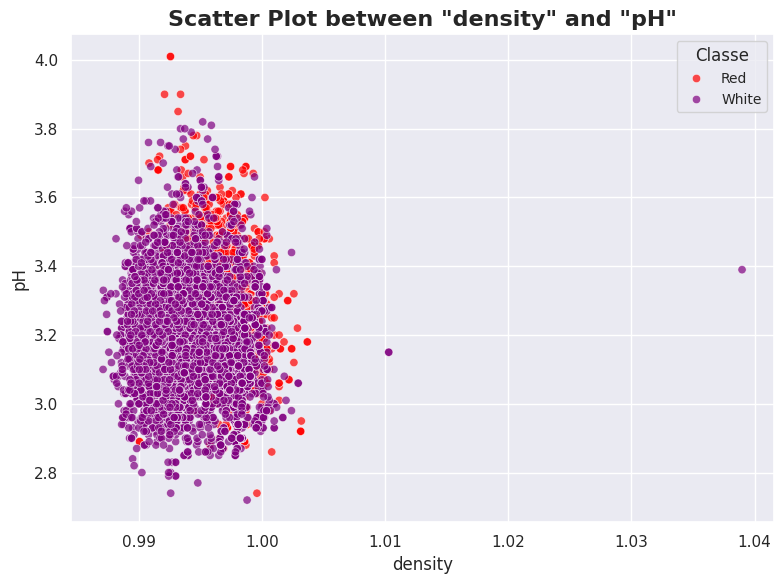 Scatter Plot between "density" and "pH"
Classe
Red
White
4.0
3.8
3.6
3.4
3.2
3.0
2.8
pH
0.99
1.00
1.01
1.02
1.03
1.04
density